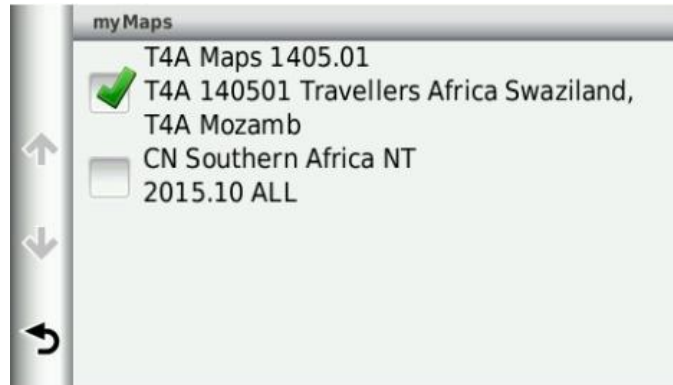 myMaps
T4A Maps 1405.01
T4A 140501 Travellers Africa Swaziland,
T4A Mozamb
CN Southern Africa NT
2015.10 ALL